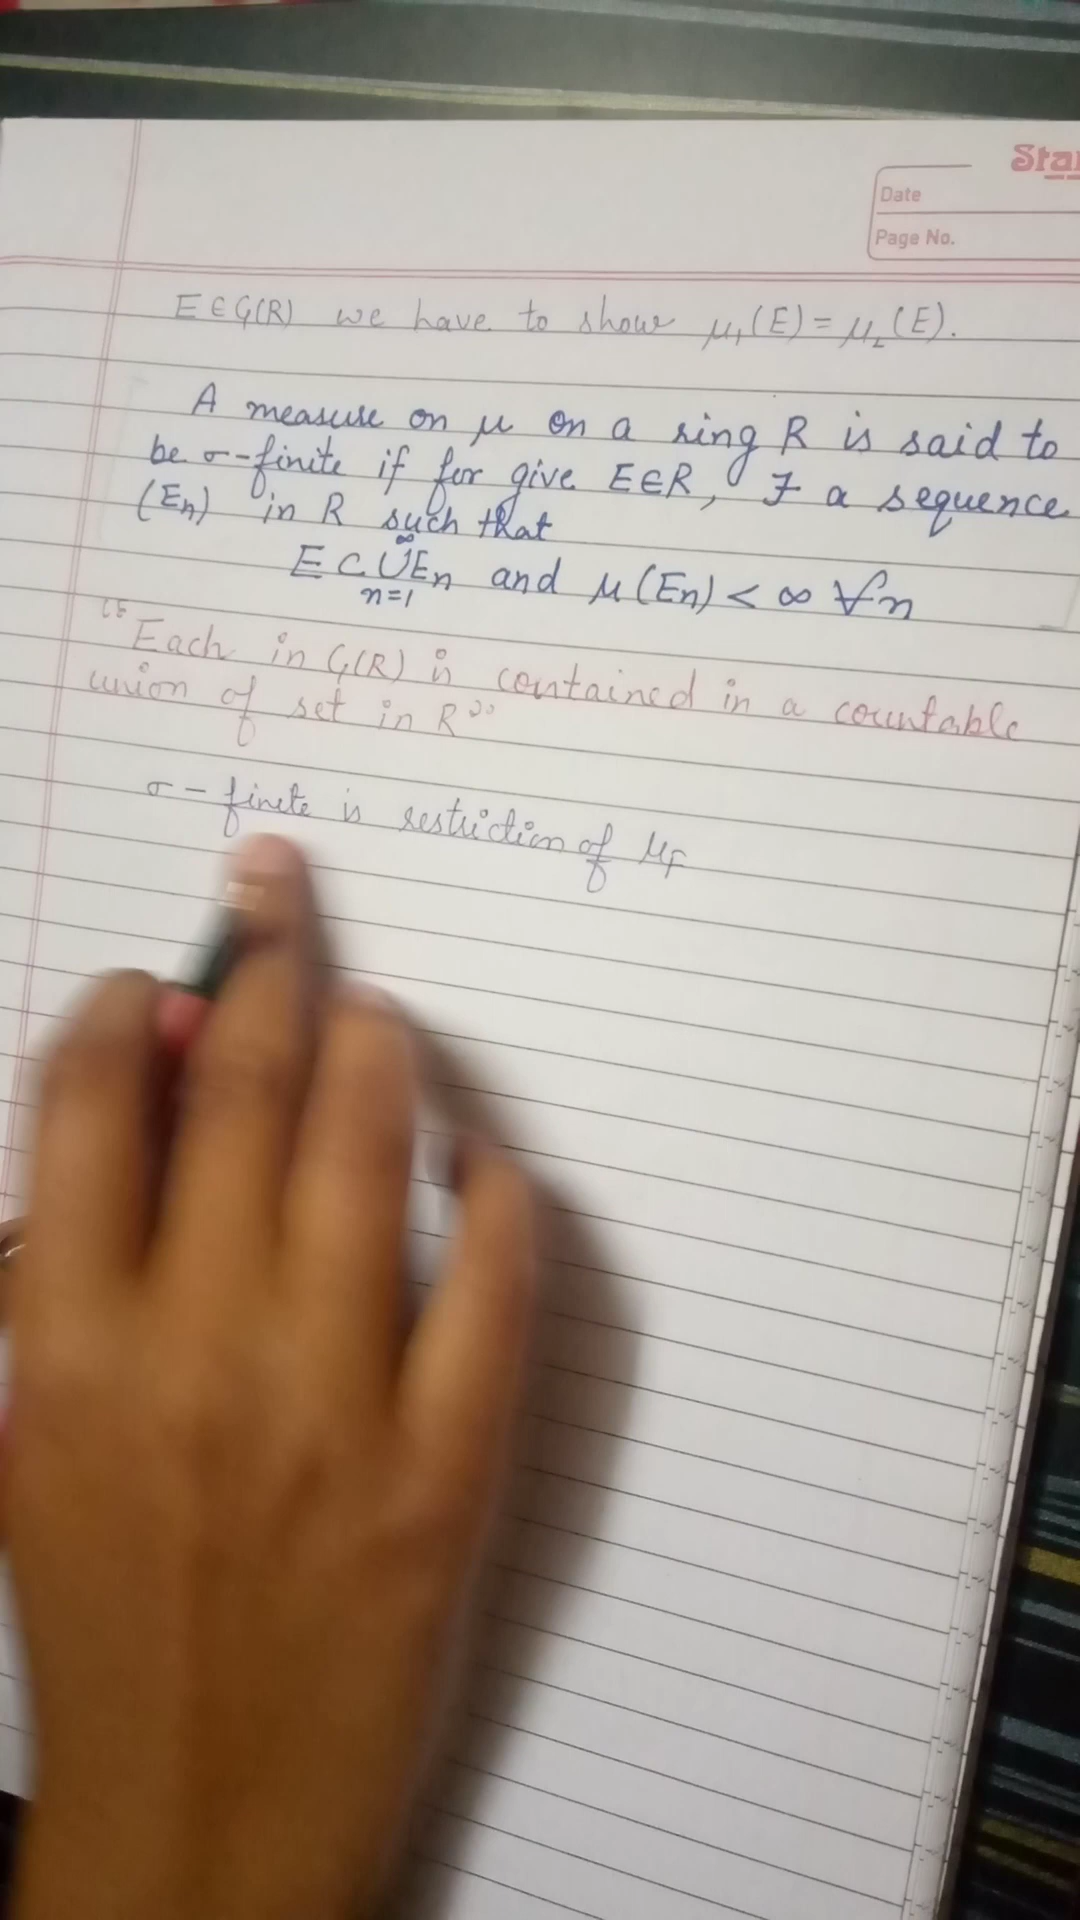 Star
Date
Page No.
E ∈ G(R) we have to show μ₁(E) = μ₂(E).
A measure on μ on a ring R is said to
be σ-finite if for give E∈R, ∃ a sequence
(En) in R such that
E ⊂ ∞∪n=1 En and μ(En) < ∞ ∀n
"Each in G(R) is contained in a countable
union of set in R"
σ-finite is restriction of μF